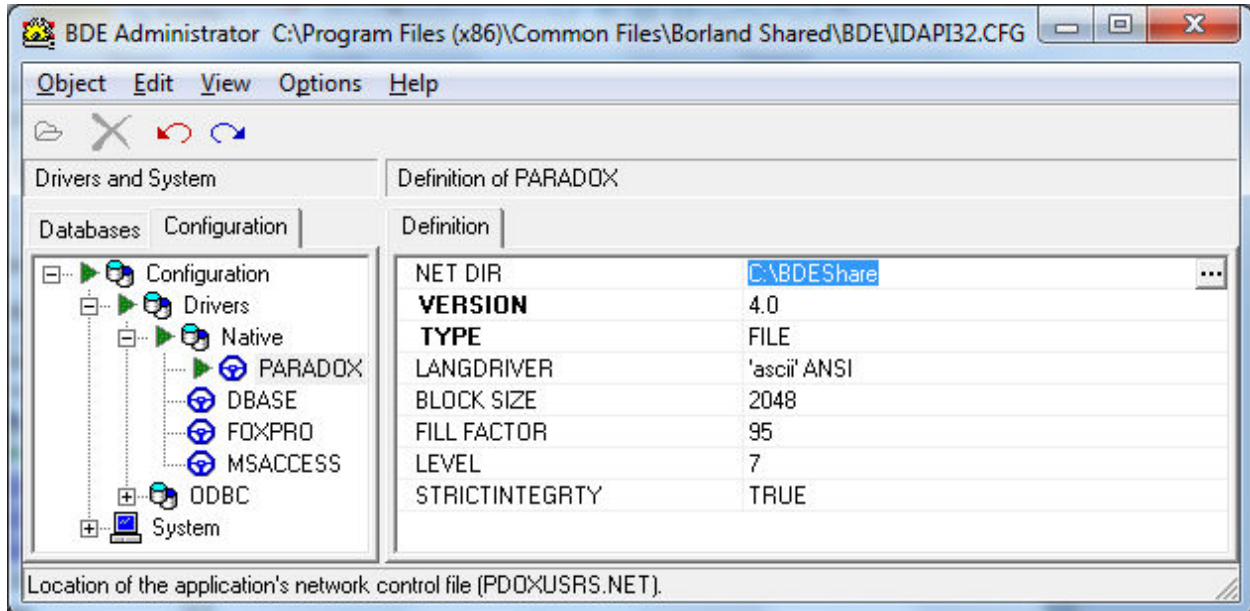 BDE Administrator C:\Program Files (x86)\Common Files\Borland Shared\BDE\IDAPI32.CFG
Object Edit View Options Help
Drivers and System
Definition of PARADOX
Databases Configuration
Definition
Configuration
Drivers
Native
PARADOX
DBASE
FOXPRO
MSACCESS
ODBC
System
NET DIR C:\BDEShare ...
VERSION 4.0
TYPE FILE
LANGDRIVER 'ascii' ANSI
BLOCK SIZE 2048
FILL FACTOR 95
LEVEL 7
STRICTINTEGRTY TRUE
Location of the application's network control file (PDOXUSRS.NET).